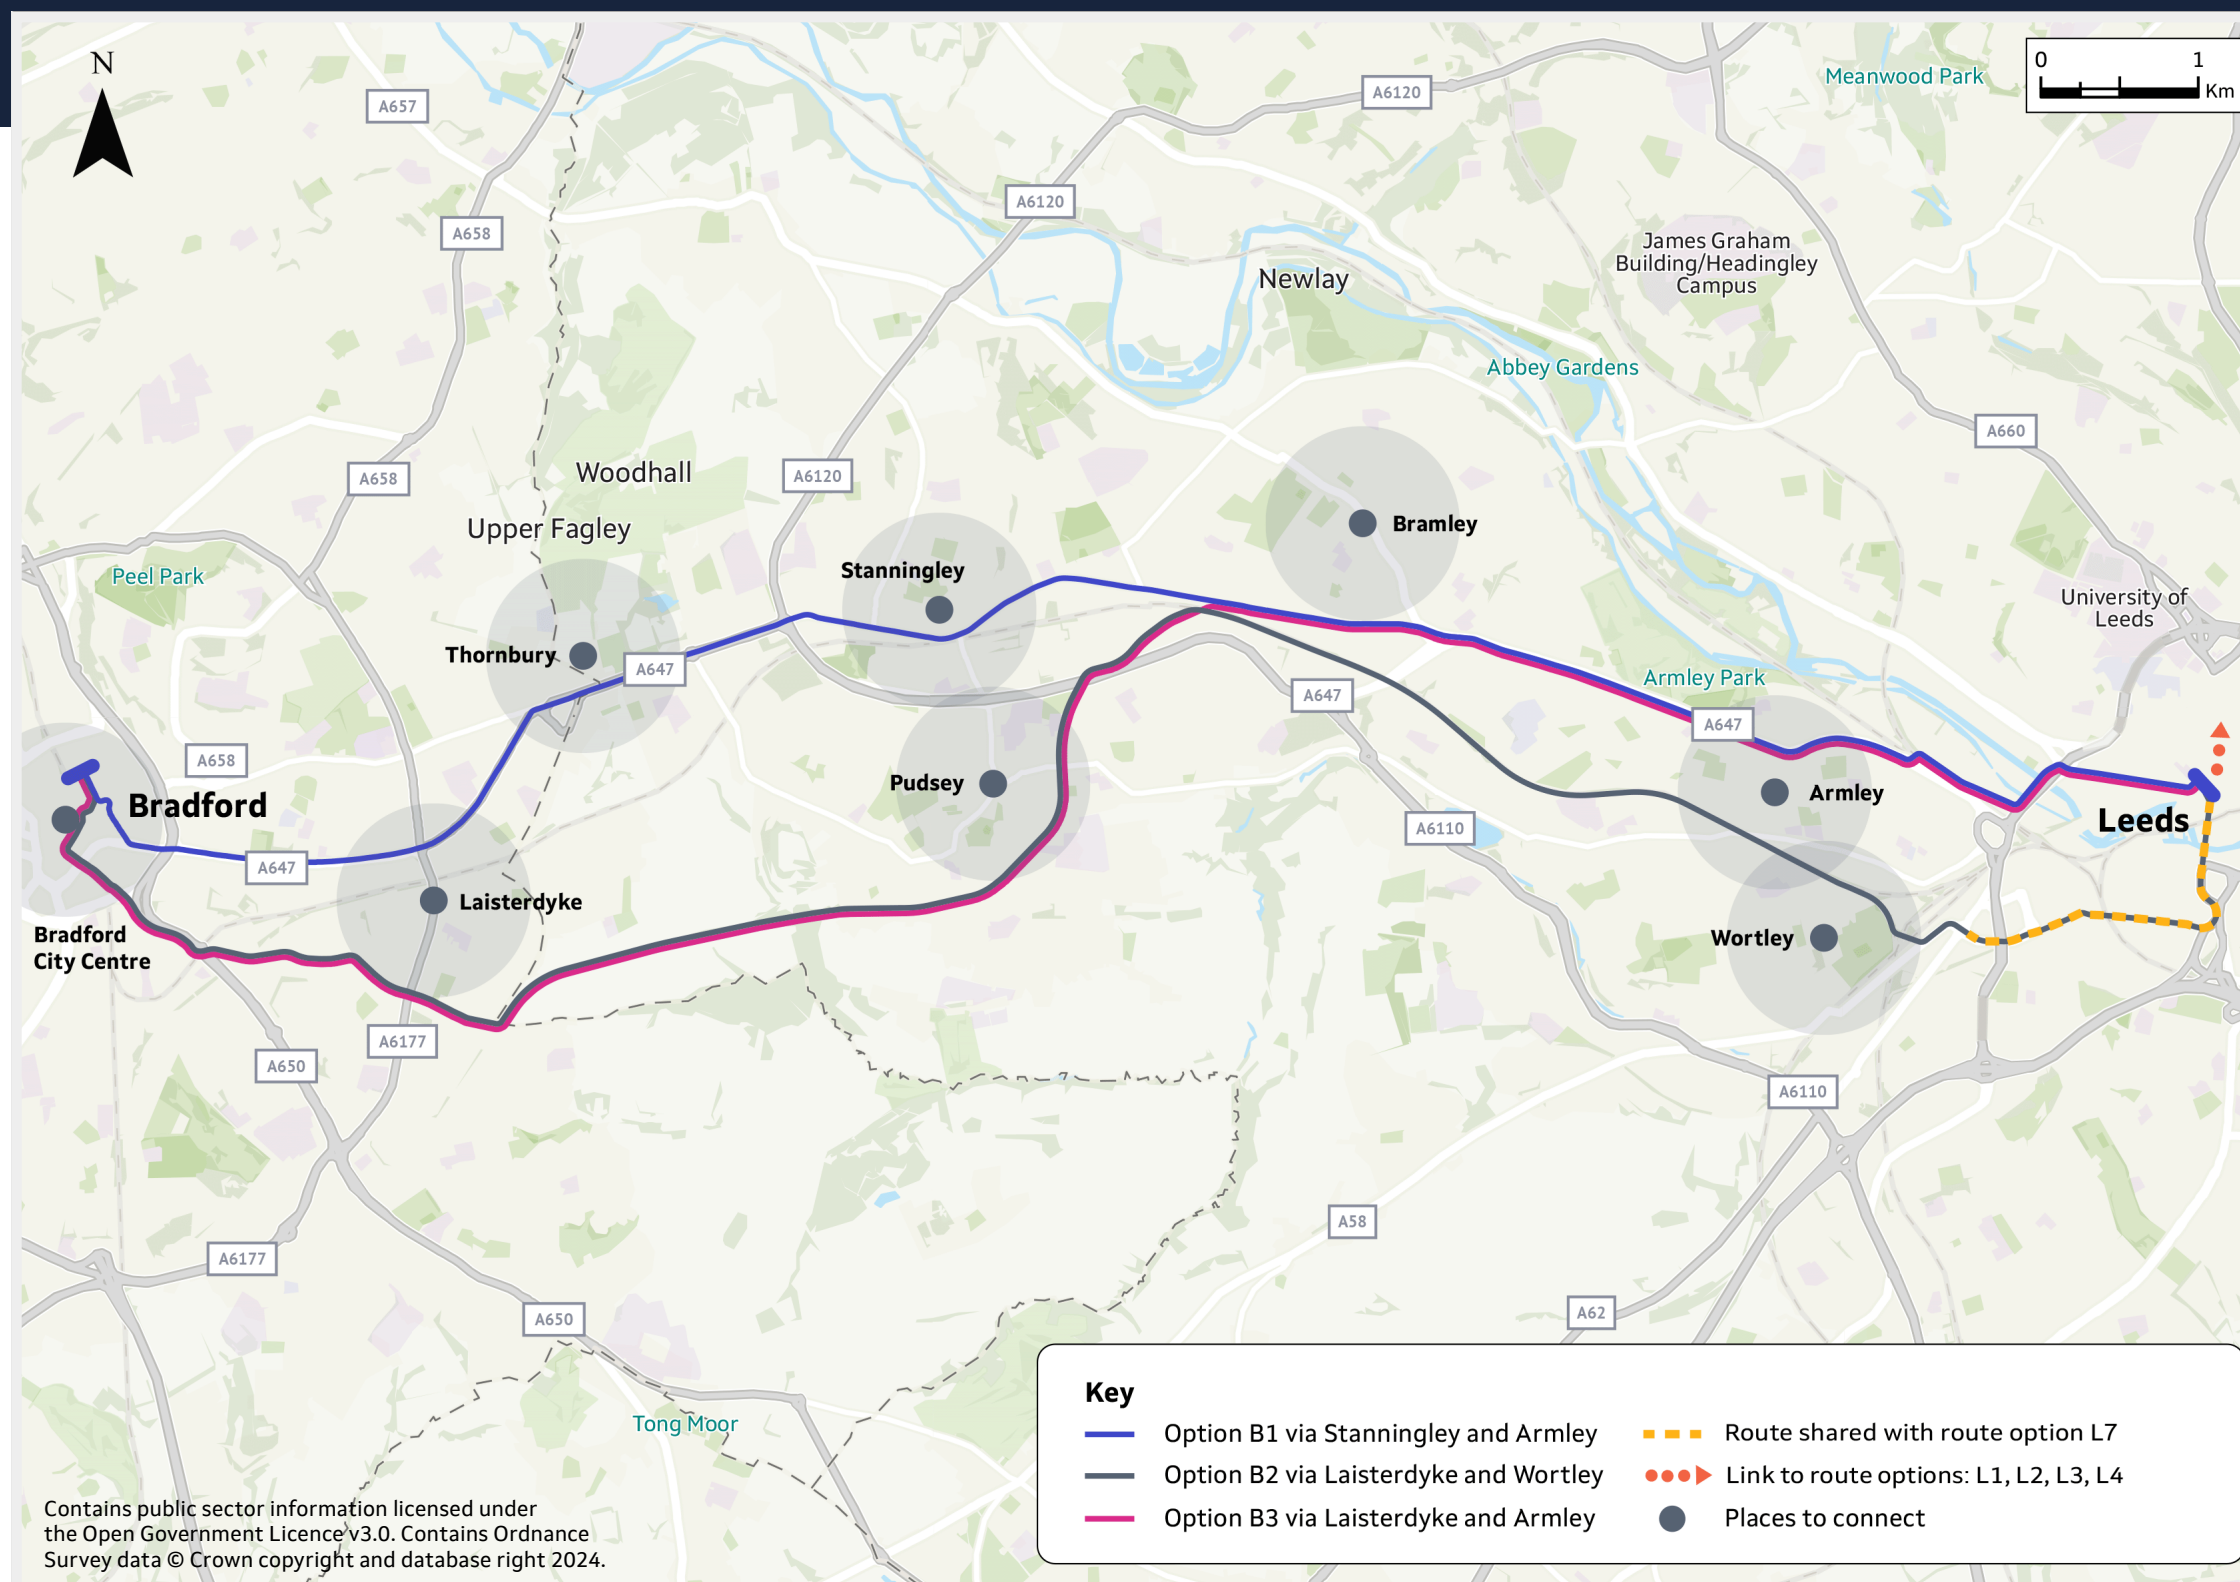 N
0 1
Km
Meanwood Park
A657
A6120
A658
A6120
James Graham
Building/Headingley
Campus
Newlay
Abbey Gardens
A660
A658
Woodhall
A6120
Upper Fagley
Bramley
Peel Park
Stanningley
University of
Leeds
Thornbury
A647
Armley Park
A647
A647
A658
Pudsey
Armley
Bradford
Leeds
A6110
A647
Laisterdyke
Bradford
City Centre
Wortley
A6177
A650
A6110
A58
A6177
A62
A650
Tong Moor
Key
Option B1 via Stanningley and Armley
Option B2 via Laisterdyke and Wortley
Option B3 via Laisterdyke and Armley
Route shared with route option L7
Link to route options: L1, L2, L3, L4
Places to connect
Contains public sector information licensed under
the Open Government Licence v3.0. Contains Ordnance
Survey data © Crown copyright and database right 2024.